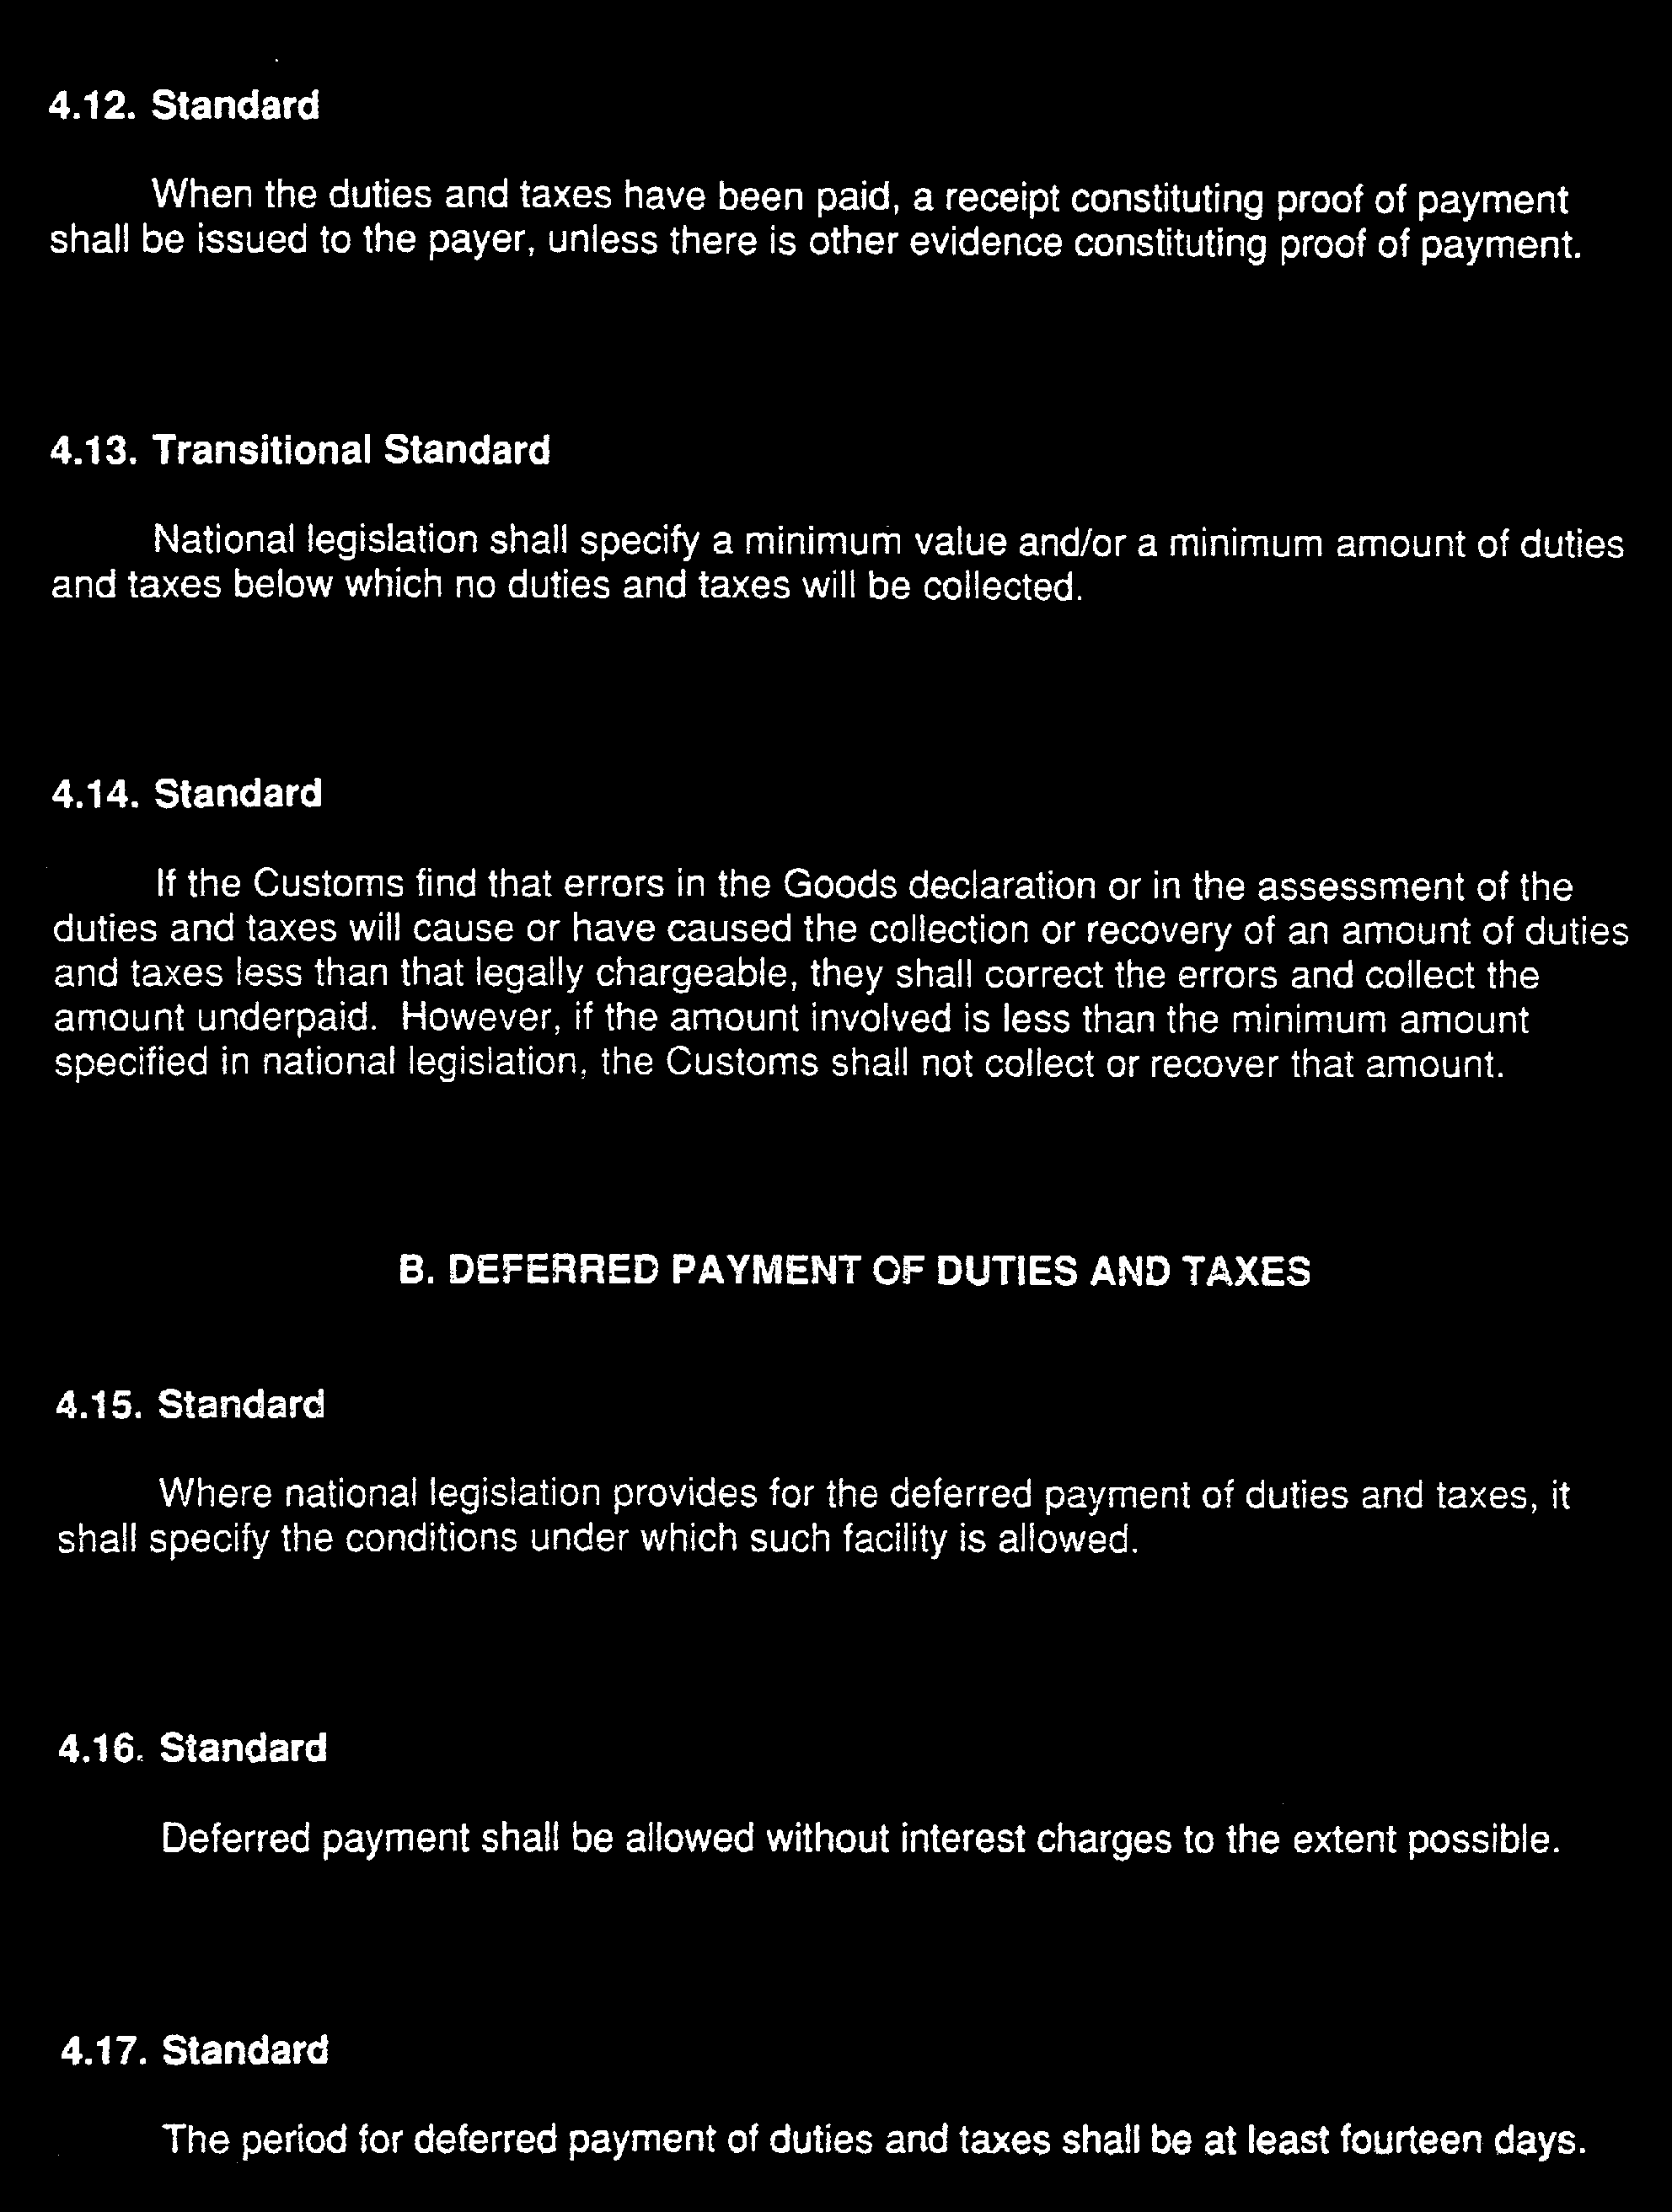 4.12. Standard
When the duties and taxes have been paid, a receipt constituting proof of payment
shall be issued to the payer, unless there is other evidence constituting proof of payment.
4.13. Transitional Standard
National legislation shall specify a minimum value and/or a minimum amount of duties
and taxes below which no duties and taxes will be collected.
4.14. Standard
If the Customs find that errors in the Goods declaration or in the assessment of the
duties and taxes will cause or have caused the collection or recovery of an amount of duties
and taxes less than that legally chargeable, they shall correct the errors and collect the
amount underpaid. However, if the amount involved is less than the minimum amount
specified in national legislation, the Customs shall not collect or recover that amount.
B. DEFERRED PAYMENT OF DUTIES AND TAXES
4.15. Standard
Where national legislation provides for the deferred payment of duties and taxes, it
shall specify the conditions under which such facility is allowed.
4.16. Standard
Deferred payment shall be allowed without interest charges to the extent possible.
4.17. Standard
The period for deferred payment of duties and taxes shall be at least fourteen days.